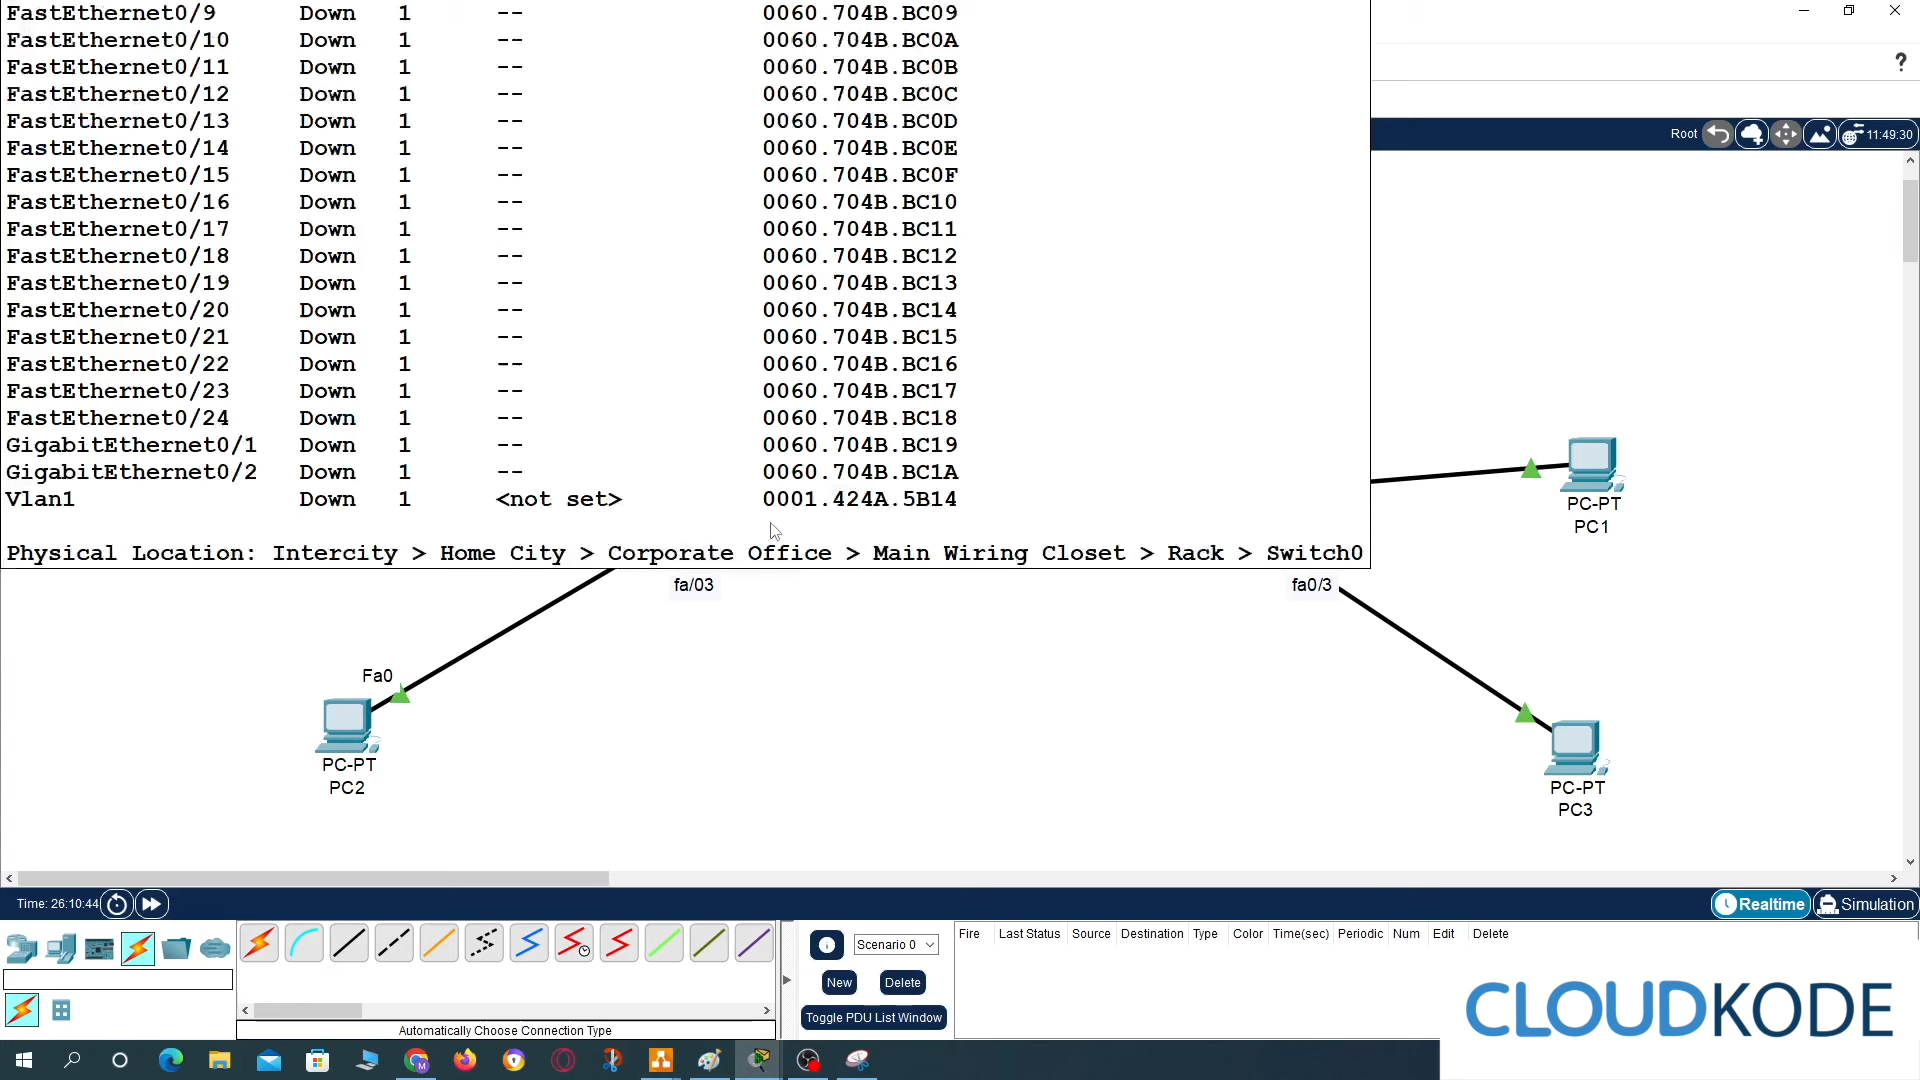 FastEthernet0/9 Down 1 -- 0060.704B.BC09
FastEthernet0/10 Down 1 -- 0060.704B.BC0A
FastEthernet0/11 Down 1 -- 0060.704B.BC0B
FastEthernet0/12 Down 1 -- 0060.704B.BC0C
FastEthernet0/13 Down 1 -- 0060.704B.BC0D
FastEthernet0/14 Down 1 -- 0060.704B.BC0E
FastEthernet0/15 Down 1 -- 0060.704B.BC0F
FastEthernet0/16 Down 1 -- 0060.704B.BC10
FastEthernet0/17 Down 1 -- 0060.704B.BC11
FastEthernet0/18 Down 1 -- 0060.704B.BC12
FastEthernet0/19 Down 1 -- 0060.704B.BC13
FastEthernet0/20 Down 1 -- 0060.704B.BC14
FastEthernet0/21 Down 1 -- 0060.704B.BC15
FastEthernet0/22 Down 1 -- 0060.704B.BC16
FastEthernet0/23 Down 1 -- 0060.704B.BC17
FastEthernet0/24 Down 1 -- 0060.704B.BC18
GigabitEthernet0/1 Down 1 -- 0060.704B.BC19
GigabitEthernet0/2 Down 1 -- 0060.704B.BC1A
Vlan1 Down 1 <not set> 0001.424A.5B14
Physical Location: Intercity > Home City > Corporate Office > Main Wiring Closet > Rack > Switch0
?
Root 11:49:30
PC-PT
PC1
fa/03
fa0/3
Fa0
PC-PT
PC2
PC-PT
PC3
Time: 26:10:44
Realtime
Simulation
Scenario 0
New
Delete
Toggle PDU List Window
Fire Last Status Source Destination Type Color Time(sec) Periodic Num Edit Delete
Automatically Choose Connection Type
CLOUDKODE
M